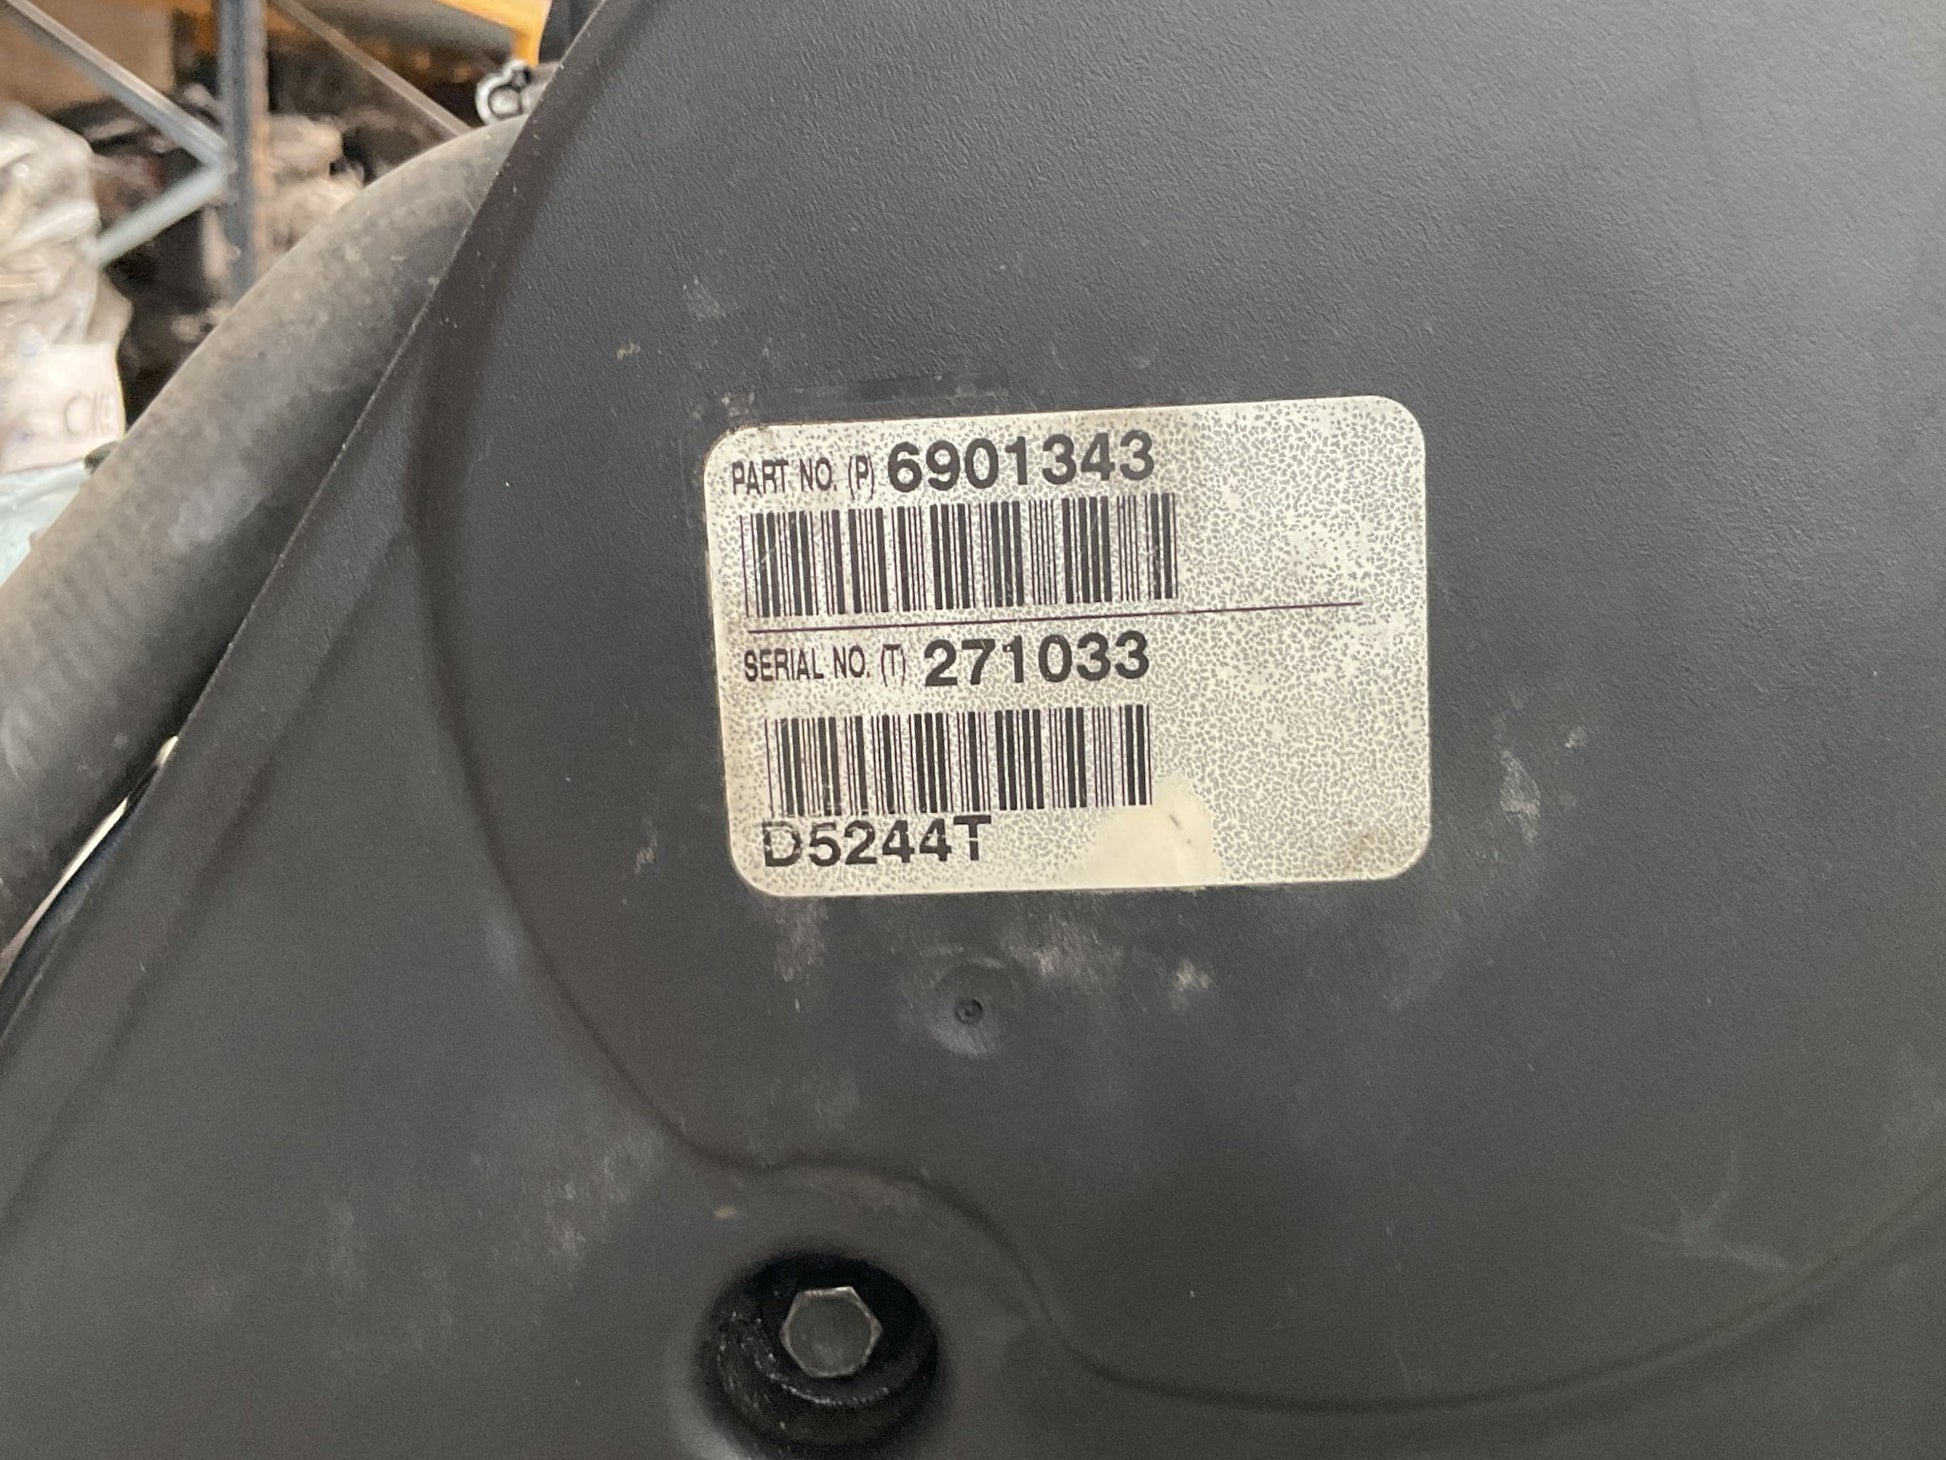 PART NO. (P) 6901343
SERIAL NO. (T) 271033
D5244T